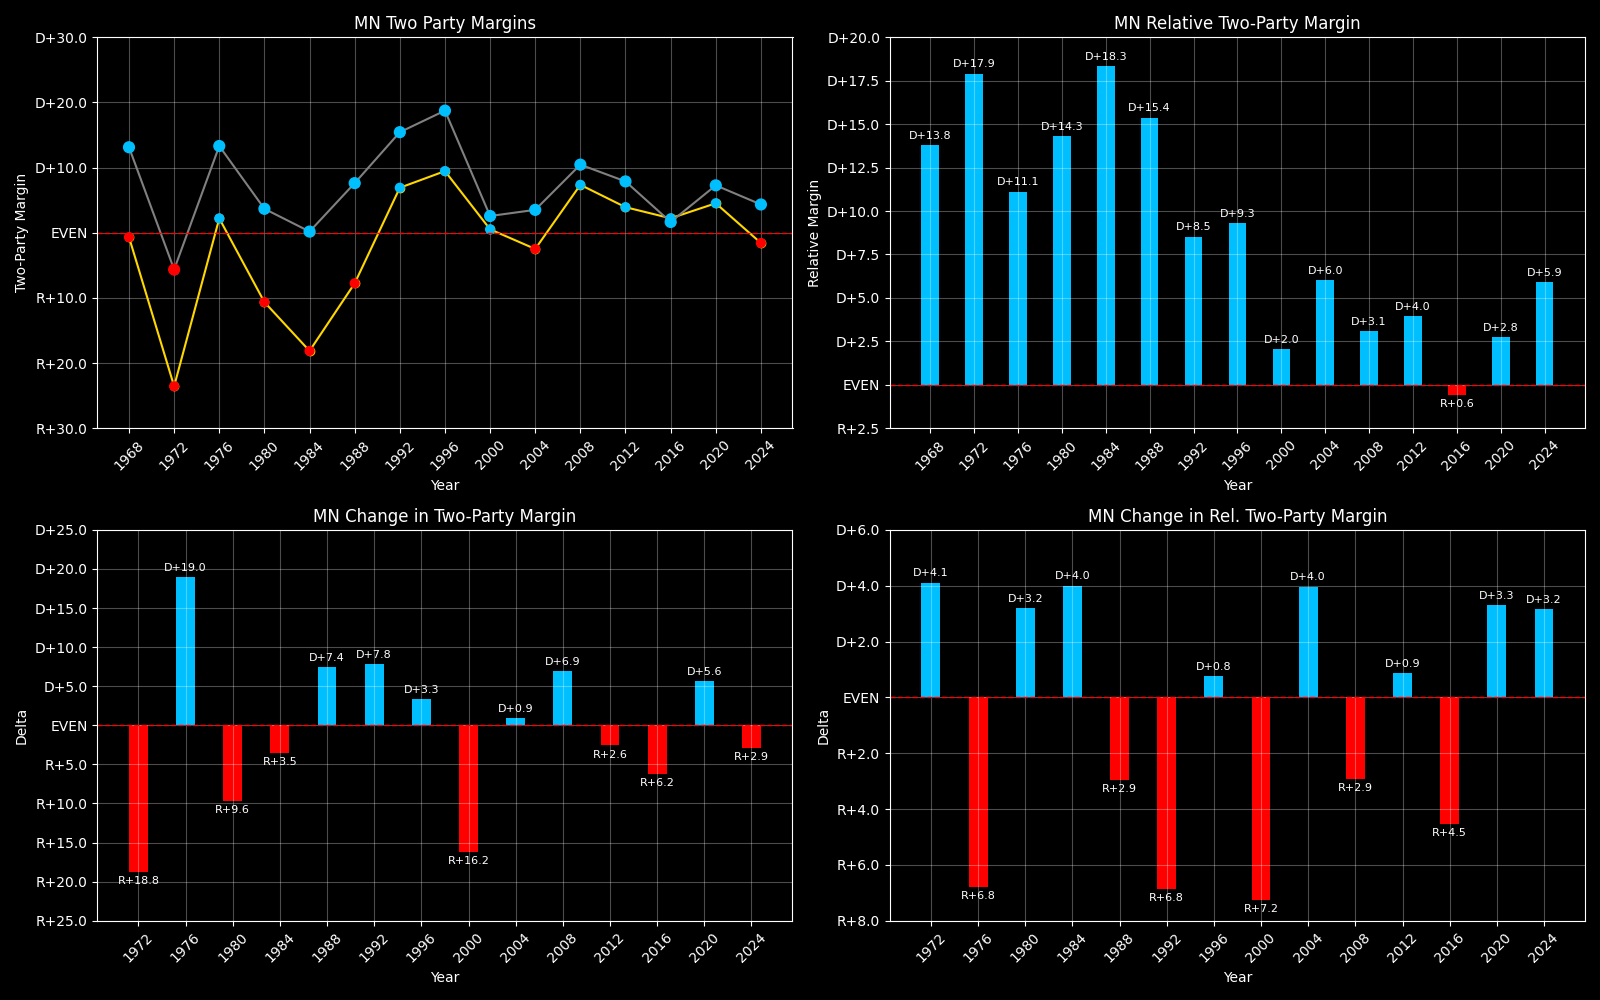 MN Two Party Margins
D+30.0
D+20.0
D+10.0
EVEN
R+10.0
R+20.0
R+30.0
Two-Party Margin
1968 1972 1976 1980 1984 1988 1992 1996 2000 2004 2008 2012 2016 2020 2024
Year
MN Relative Two-Party Margin
D+20.0
D+17.5
D+15.0
D+12.5
D+10.0
D+7.5
D+5.0
D+2.5
EVEN
R+2.5
Relative Margin
D+13.8 D+17.9 D+11.1 D+14.3 D+18.3 D+15.4 D+8.5 D+9.3 D+2.0 D+6.0 D+3.1 D+4.0 R+0.6 D+2.8 D+5.9
1968 1972 1976 1980 1984 1988 1992 1996 2000 2004 2008 2012 2016 2020 2024
Year
MN Change in Two-Party Margin
D+25.0
D+20.0
D+15.0
D+10.0
D+5.0
EVEN
R+5.0
R+10.0
R+15.0
R+20.0
R+25.0
Delta
R+18.8 D+19.0 R+9.6 R+3.5 D+7.4 D+7.8 D+3.3 R+16.2 D+0.9 D+6.9 R+2.6 R+6.2 D+5.6 R+2.9
1972 1976 1980 1984 1988 1992 1996 2000 2004 2008 2012 2016 2020 2024
Year
MN Change in Rel. Two-Party Margin
D+6.0
D+4.0
D+2.0
EVEN
R+2.0
R+4.0
R+6.0
R+8.0
Delta
D+4.1 R+6.8 D+3.2 D+4.0 R+2.9 R+6.8 D+0.8 R+7.2 D+4.0 R+2.9 D+0.9 R+4.5 D+3.3 D+3.2
1972 1976 1980 1984 1988 1992 1996 2000 2004 2008 2012 2016 2020 2024
Year